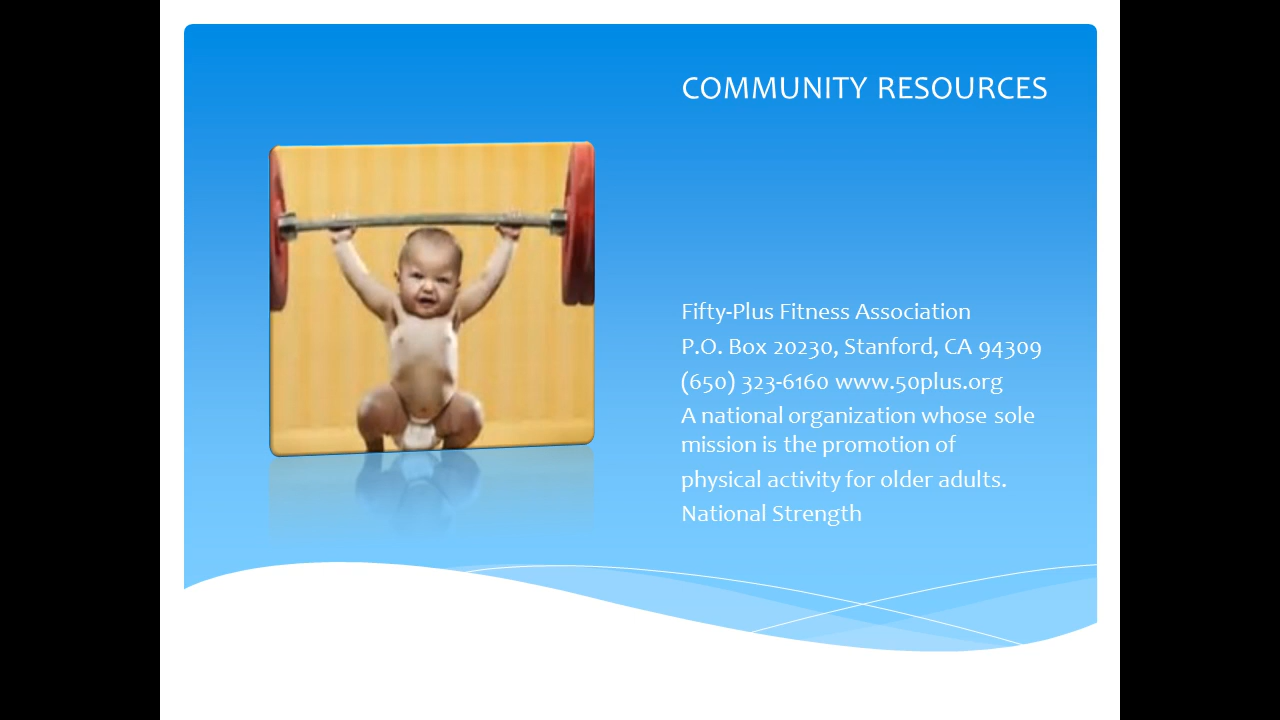 COMMUNITY RESOURCES
Fifty-Plus Fitness Association
P.O. Box 20230, Stanford, CA 94309
(650) 323-6160 www.50plus.org
A national organization whose sole
mission is the promotion of
physical activity for older adults.
National Strength